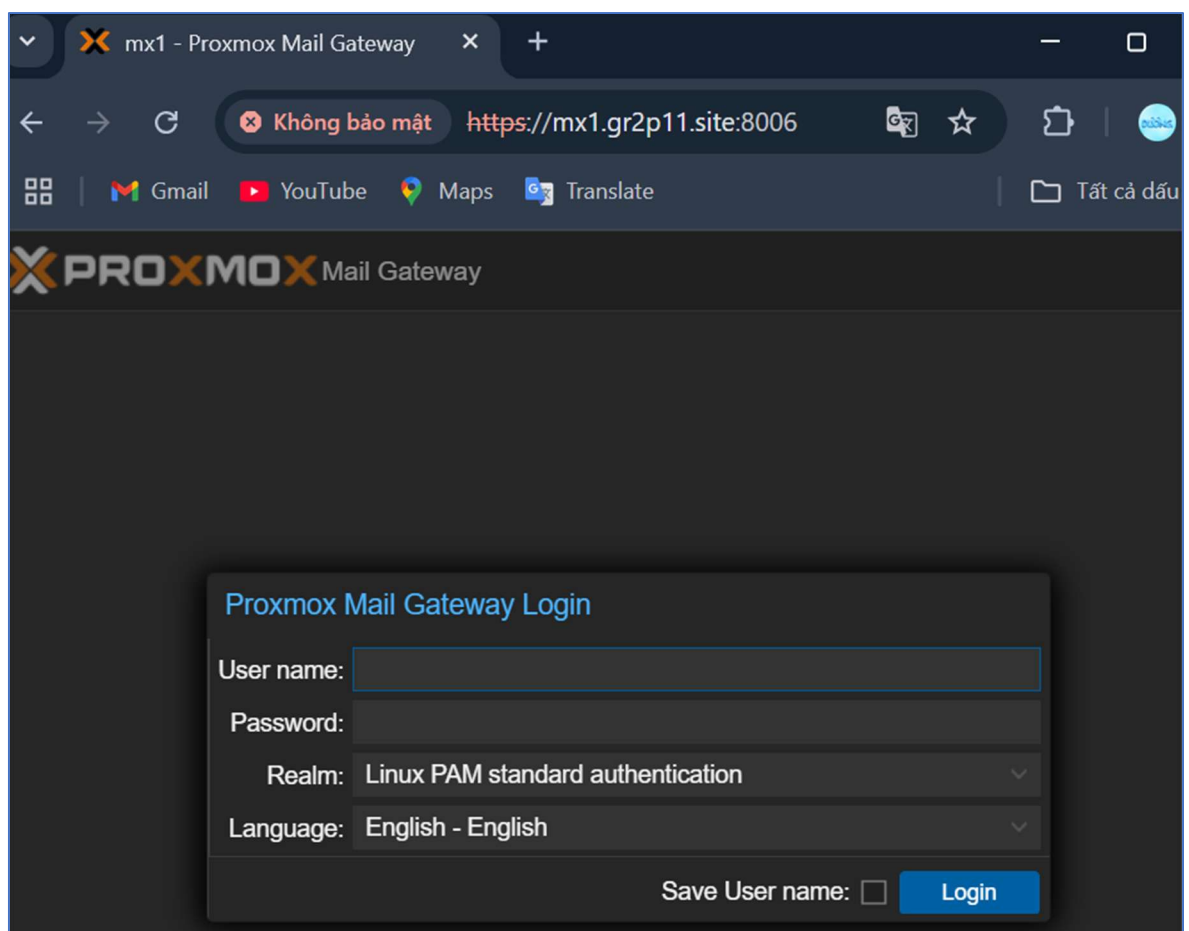 mx1 - Proxmox Mail Gateway
Không bảo mật https://mx1.gr2p11.site:8006
Gmail YouTube Maps Translate Tất cả dấu
PROXMOX Mail Gateway
Proxmox Mail Gateway Login
User name:
Password:
Realm: Linux PAM standard authentication
Language: English - English
Save User name: Login